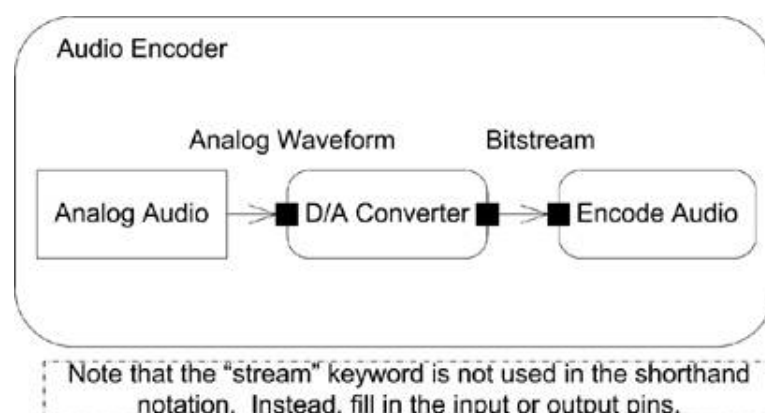 Audio Encoder
Analog Waveform Bitstream
Analog Audio D/A Converter Encode Audio
Note that the "stream" keyword is not used in the shorthand
notation. Instead, fill in the input or output pins.